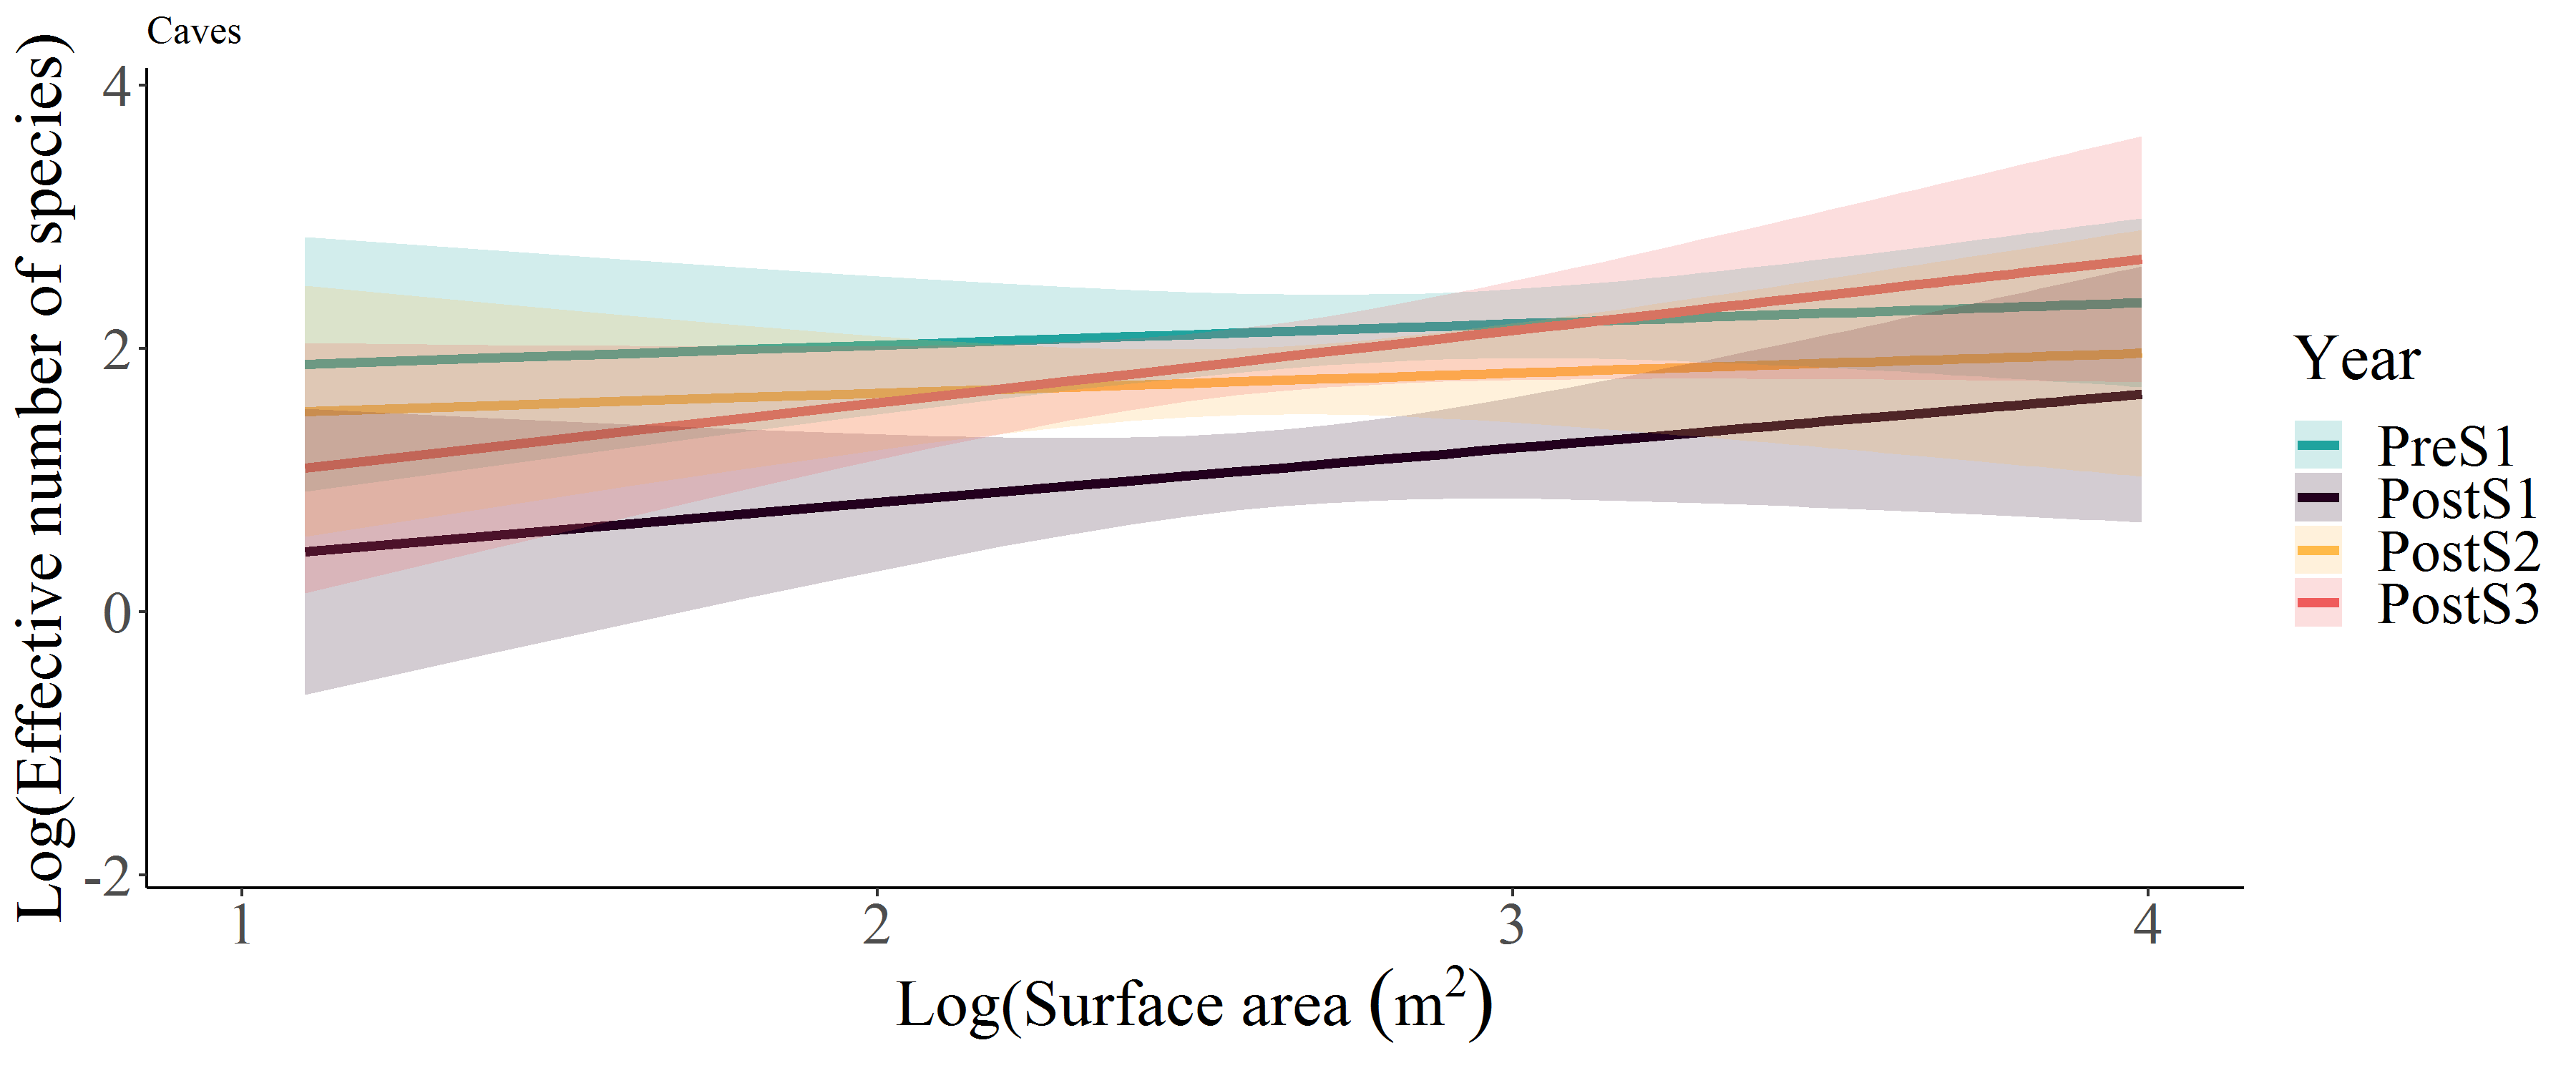 Caves
Log(Effective number of species)
4
2
0
-2
1 2 3 4
Log(Surface area (m²)
Year
PreS1
PostS1
PostS2
PostS3